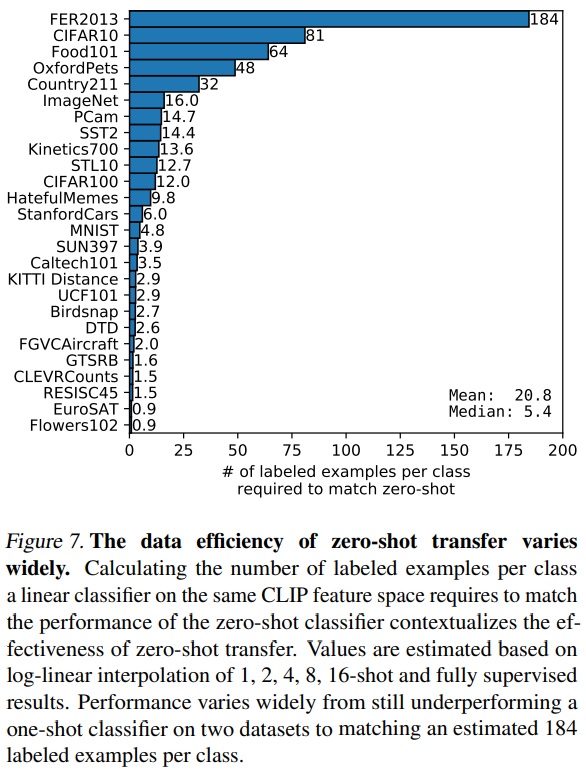 FER2013 184
CIFAR10 81
Food101 64
OxfordPets 48
Country211 32
ImageNet 16.0
PCam 14.7
SST2 14.4
Kinetics700 13.6
STL10 12.7
CIFAR100 12.0
HatefulMemes 9.8
StanfordCars 6.0
MNIST 4.8
SUN397 3.9
Caltech101 3.5
KITTI Distance 2.9
UCF101 2.9
Birdsnap 2.7
DTD 2.6
FGVCAircraft 2.0
GTSRB 1.6
CLEVRCounts 1.5
RESISC45 1.5
EuroSAT 0.9
Flowers102 0.9
Mean: 20.8
Median: 5.4
0 25 50 75 100 125 150 175 200
# of labeled examples per class
required to match zero-shot
Figure 7. The data efficiency of zero-shot transfer varies
widely. Calculating the number of labeled examples per class
a linear classifier on the same CLIP feature space requires to match
the performance of the zero-shot classifier contextualizes the ef-
fectiveness of zero-shot transfer. Values are estimated based on
log-linear interpolation of 1, 2, 4, 8, 16-shot and fully supervised
results. Performance varies widely from still underperforming a
one-shot classifier on two datasets to matching an estimated 184
labeled examples per class.